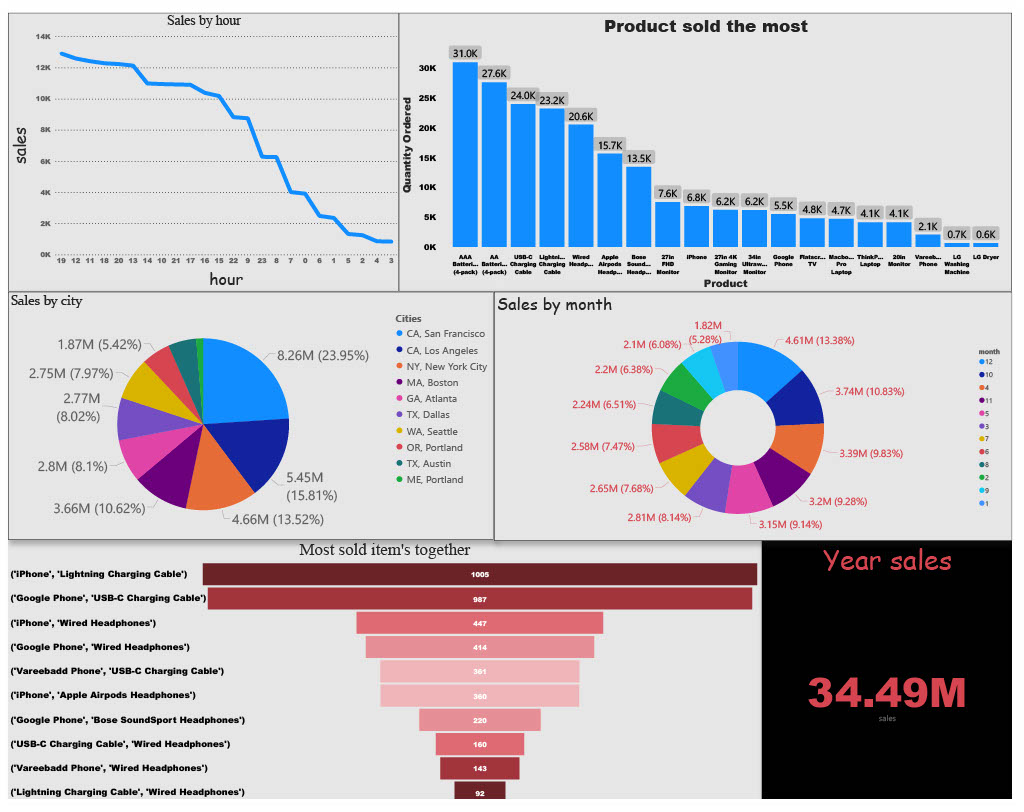 Sales by hour
14K
12K
10K
8K
6K
4K
2K
0K
sales
19 12 11 18 20 13 14 10 21 17 16 15 22 9 23 8 7 0 1 6 5 2 4 3
hour
Product sold the most
Quantity Ordered
30K
25K
20K
15K
10K
5K
0K
31.0K
27.6K
24.0K
23.2K
20.6K
15.7K
13.5K
7.6K
6.8K
6.2K
6.2K
5.5K
4.8K
4.7K
4.1K
4.1K
2.1K
0.7K
0.6K
AAA Batteri... (4-pack)
AA Batteri... (4-pack)
USB-C Charging Cable
Lightni... Charging Cable
Wired Headp...
Apple Airpods Headp...
Bose Sound... Headp...
27in FHD Monitor
iPhone
27in 4K Gaming Monitor
34in Ultraw... Monitor
Google Phone
Flatscr... TV
Macbo... Pro Laptop
ThinkP... Laptop
20in Monitor
Vareeb... Phone
LG Washing Machine
LG Dryer
Product
Sales by city
8.26M (23.95%)
5.45M
(15.81%)
4.66M (13.52%)
3.66M (10.62%)
2.8M (8.1%)
2.77M
(8.02%)
2.75M (7.97%)
1.87M (5.42%)
Cities
CA, San Francisco
CA, Los Angeles
NY, New York City
MA, Boston
GA, Atlanta
TX, Dallas
WA, Seattle
OR, Portland
TX, Austin
ME, Portland
Sales by month
4.61M (13.38%)
3.74M (10.83%)
3.39M (9.83%)
3.2M (9.28%)
3.15M (9.14%)
2.81M (8.14%)
2.65M (7.68%)
2.58M (7.47%)
2.24M (6.51%)
2.2M (6.38%)
2.1M (6.08%)
1.82M
(5.28%)
month
12
10
4
11
5
3
7
6
8
2
9
1
Most sold item's together
('iPhone', 'Lightning Charging Cable') 1005
('Google Phone', 'USB-C Charging Cable') 987
('iPhone', 'Wired Headphones') 447
('Google Phone', 'Wired Headphones') 414
('Vareebadd Phone', 'USB-C Charging Cable') 361
('iPhone', 'Apple Airpods Headphones') 360
('Google Phone', 'Bose SoundSport Headphones') 220
('USB-C Charging Cable', 'Wired Headphones') 160
('Vareebadd Phone', 'Wired Headphones') 143
('Lightning Charging Cable', 'Wired Headphones') 92
Year sales
34.49M
sales